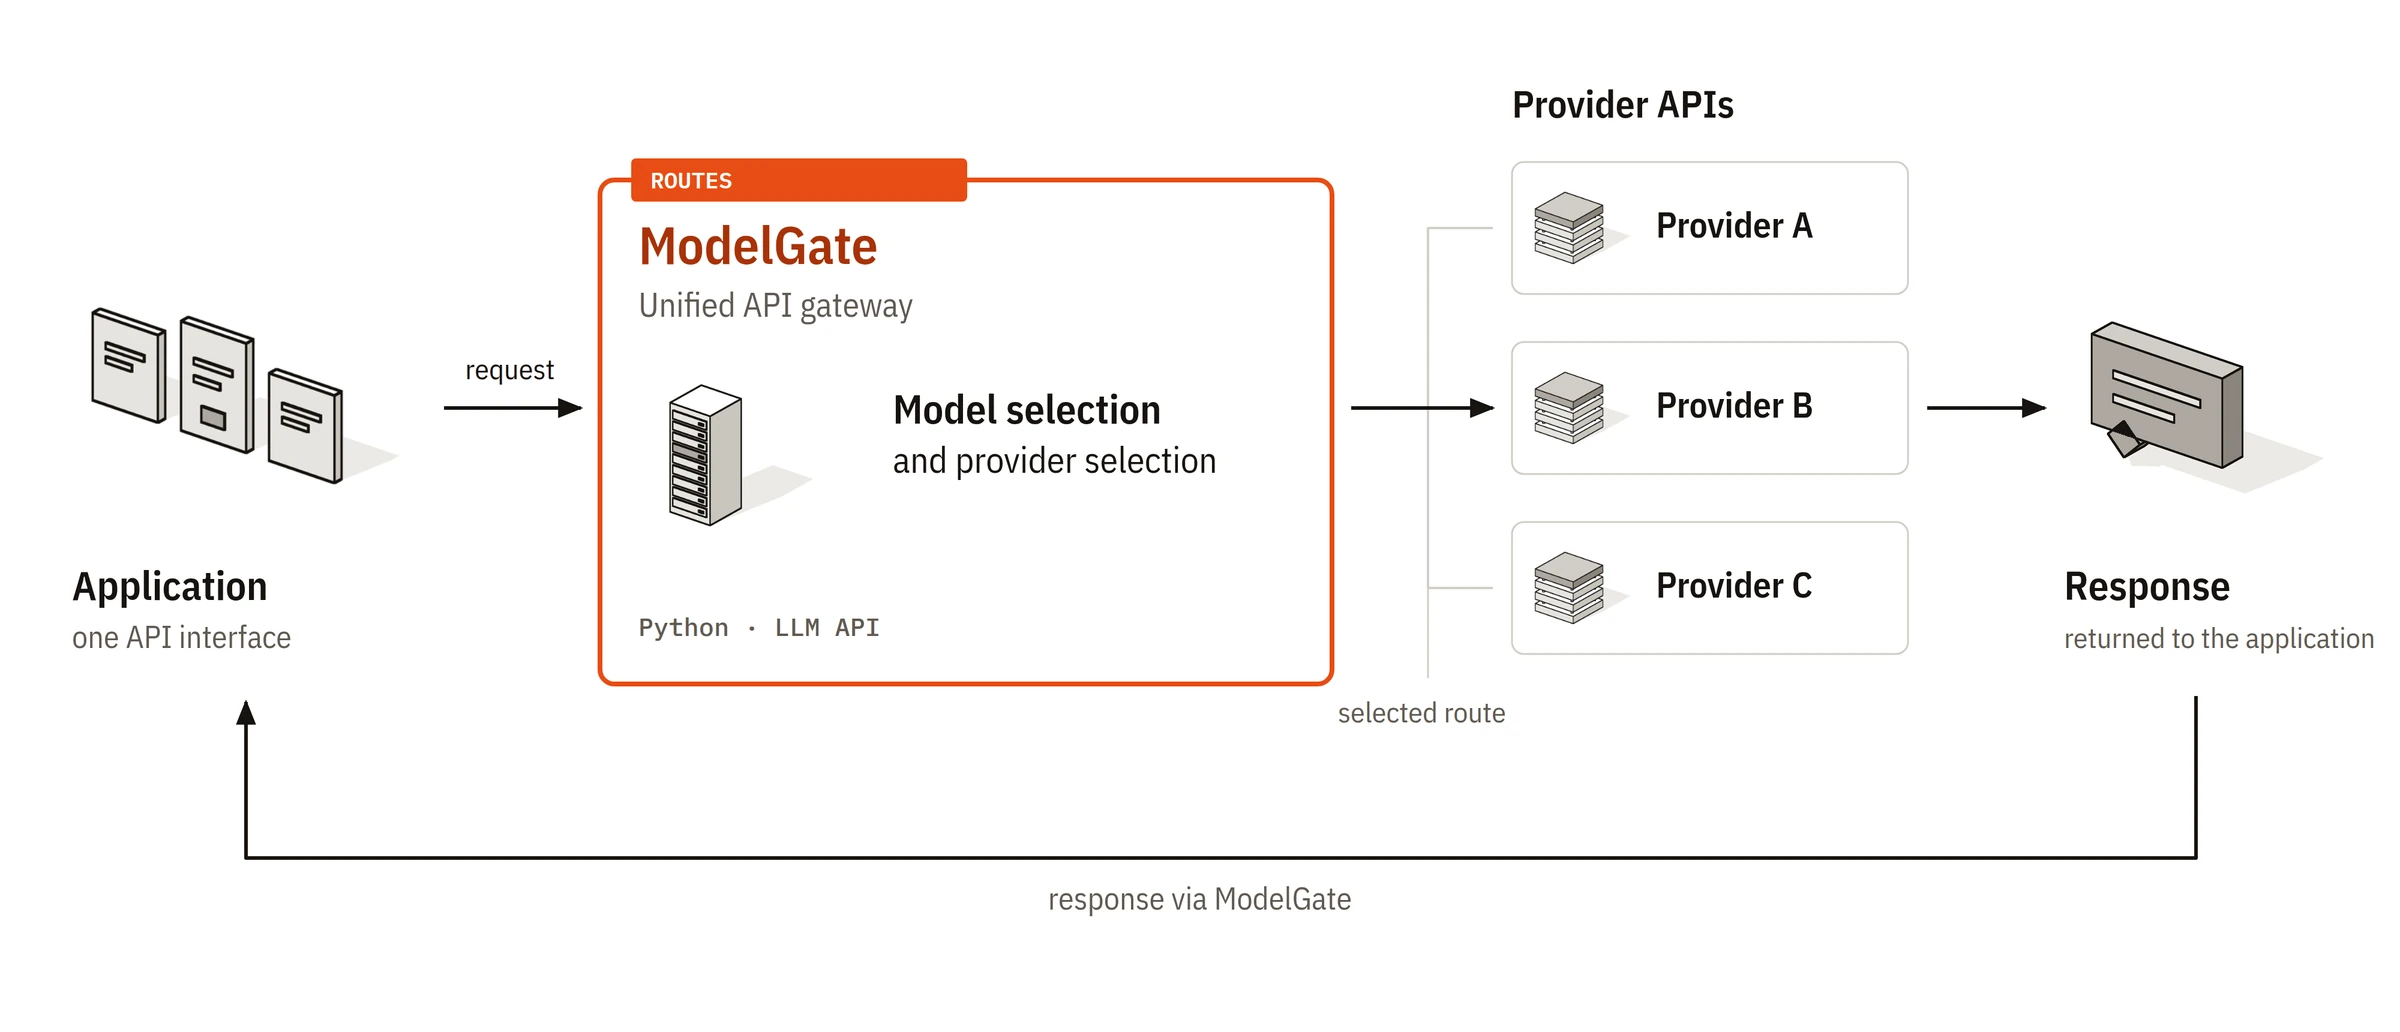 Provider APIs
ROUTES
ModelGate
Unified API gateway
Provider A
request
Model selection
and provider selection
Provider B
Application
one API interface
Python · LLM API
Provider C
Response
returned to the application
selected route
response via ModelGate